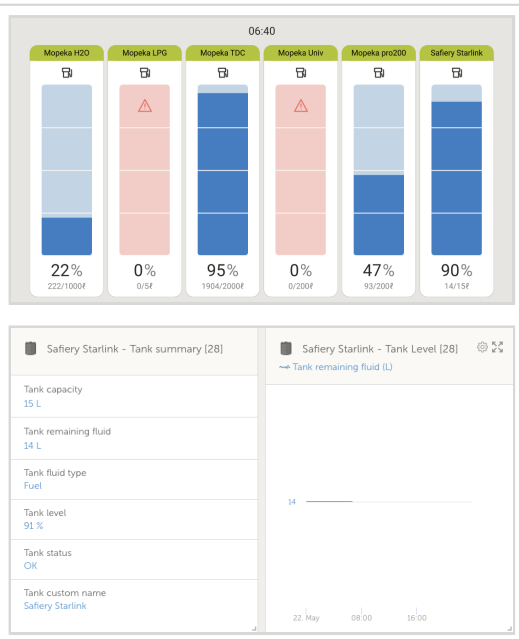 06:40
Mopeka H2O
Mopeka LPG
Mopeka TDC
Mopeka Univ
Mopeka pro200
Safiery Starlink
22%
0%
95%
0%
47%
90%
222/1000ℓ
0/5ℓ
1904/2000ℓ
0/200ℓ
93/200ℓ
14/15ℓ
Safiery Starlink - Tank summary [28]
Tank capacity
15 L
Tank remaining fluid
14 L
Tank fluid type
Fuel
Tank level
91 %
Tank status
OK
Tank custom name
Safiery Starlink
Safiery Starlink - Tank Level [28]
Tank remaining fluid (L)
14
22. May
08:00
16:00